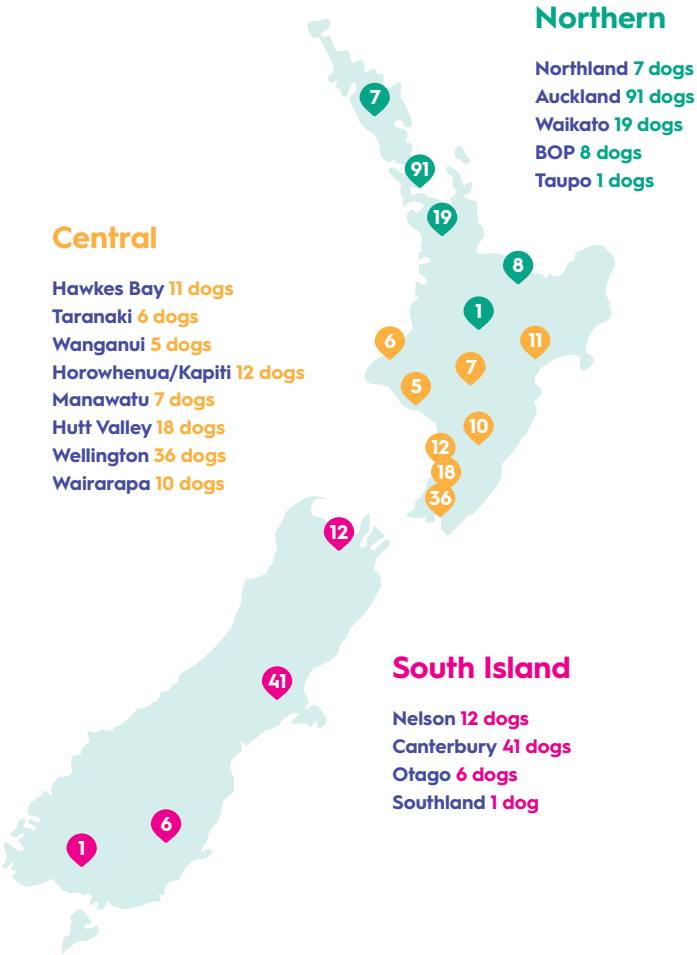 Northern
Northland 7 dogs
Auckland 91 dogs
Waikato 19 dogs
BOP 8 dogs
Taupo 1 dogs
7
91
19
8
1
Central
Hawkes Bay 11 dogs
Taranaki 6 dogs
Wanganui 5 dogs
Horowhenua/Kapiti 12 dogs
Manawatu 7 dogs
Hutt Valley 18 dogs
Wellington 36 dogs
Wairarapa 10 dogs
6
11
7
5
10
12
18
36
12
41
6
1
South Island
Nelson 12 dogs
Canterbury 41 dogs
Otago 6 dogs
Southland 1 dog